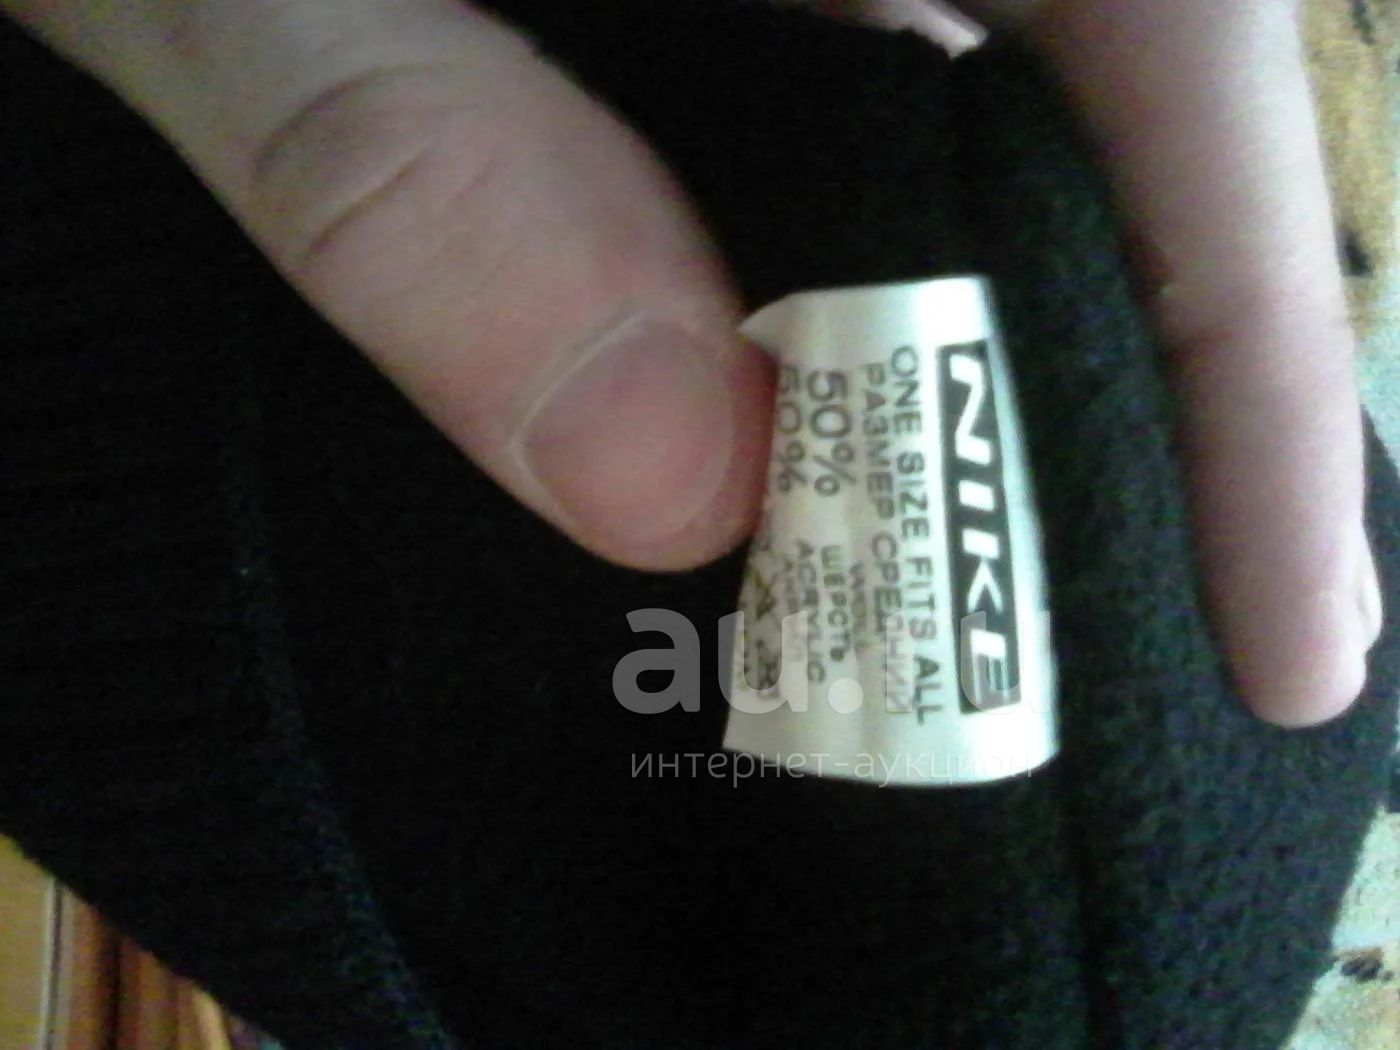 NIKE
ONE SIZE FITS ALL
РАЗМЕР СРЕДНИЙ
WOOL
50% ШЕРСТЬ
50% ACRYLIC
au.ru
интернет-аукцион